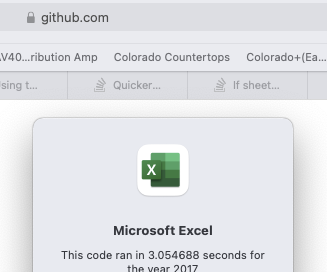 github.com
V40...ribution Amp Colorado Countertops Colorado+(Ea...
sing t... Quicker... If sheet...
X
Microsoft Excel
This code ran in 3.054688 seconds for
the year 2017